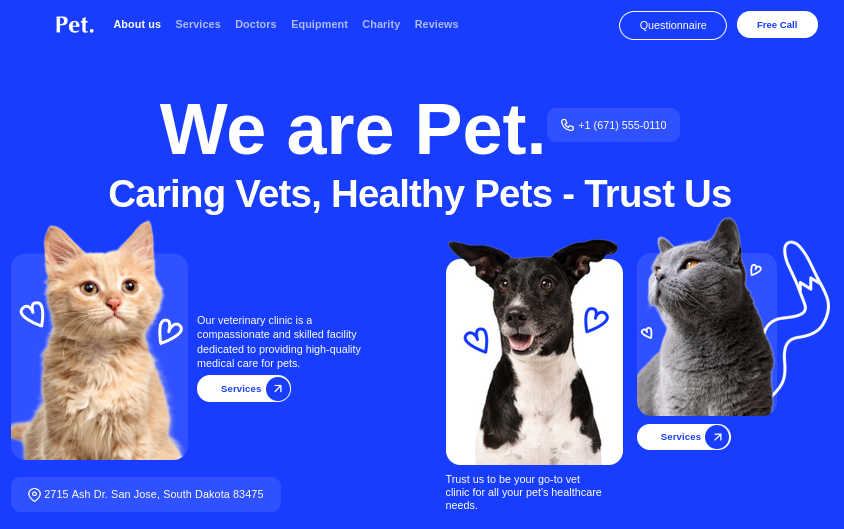 Pet.
About us Services Doctors Equipment Charity Reviews
Questionnaire
Free Call
We are Pet.
+1 (671) 555-0110
Caring Vets, Healthy Pets - Trust Us
Our veterinary clinic is a
compassionate and skilled facility
dedicated to providing high-quality
medical care for pets.
Services
Services
2715 Ash Dr. San Jose, South Dakota 83475
Trust us to be your go-to vet
clinic for all your pet's healthcare
needs.